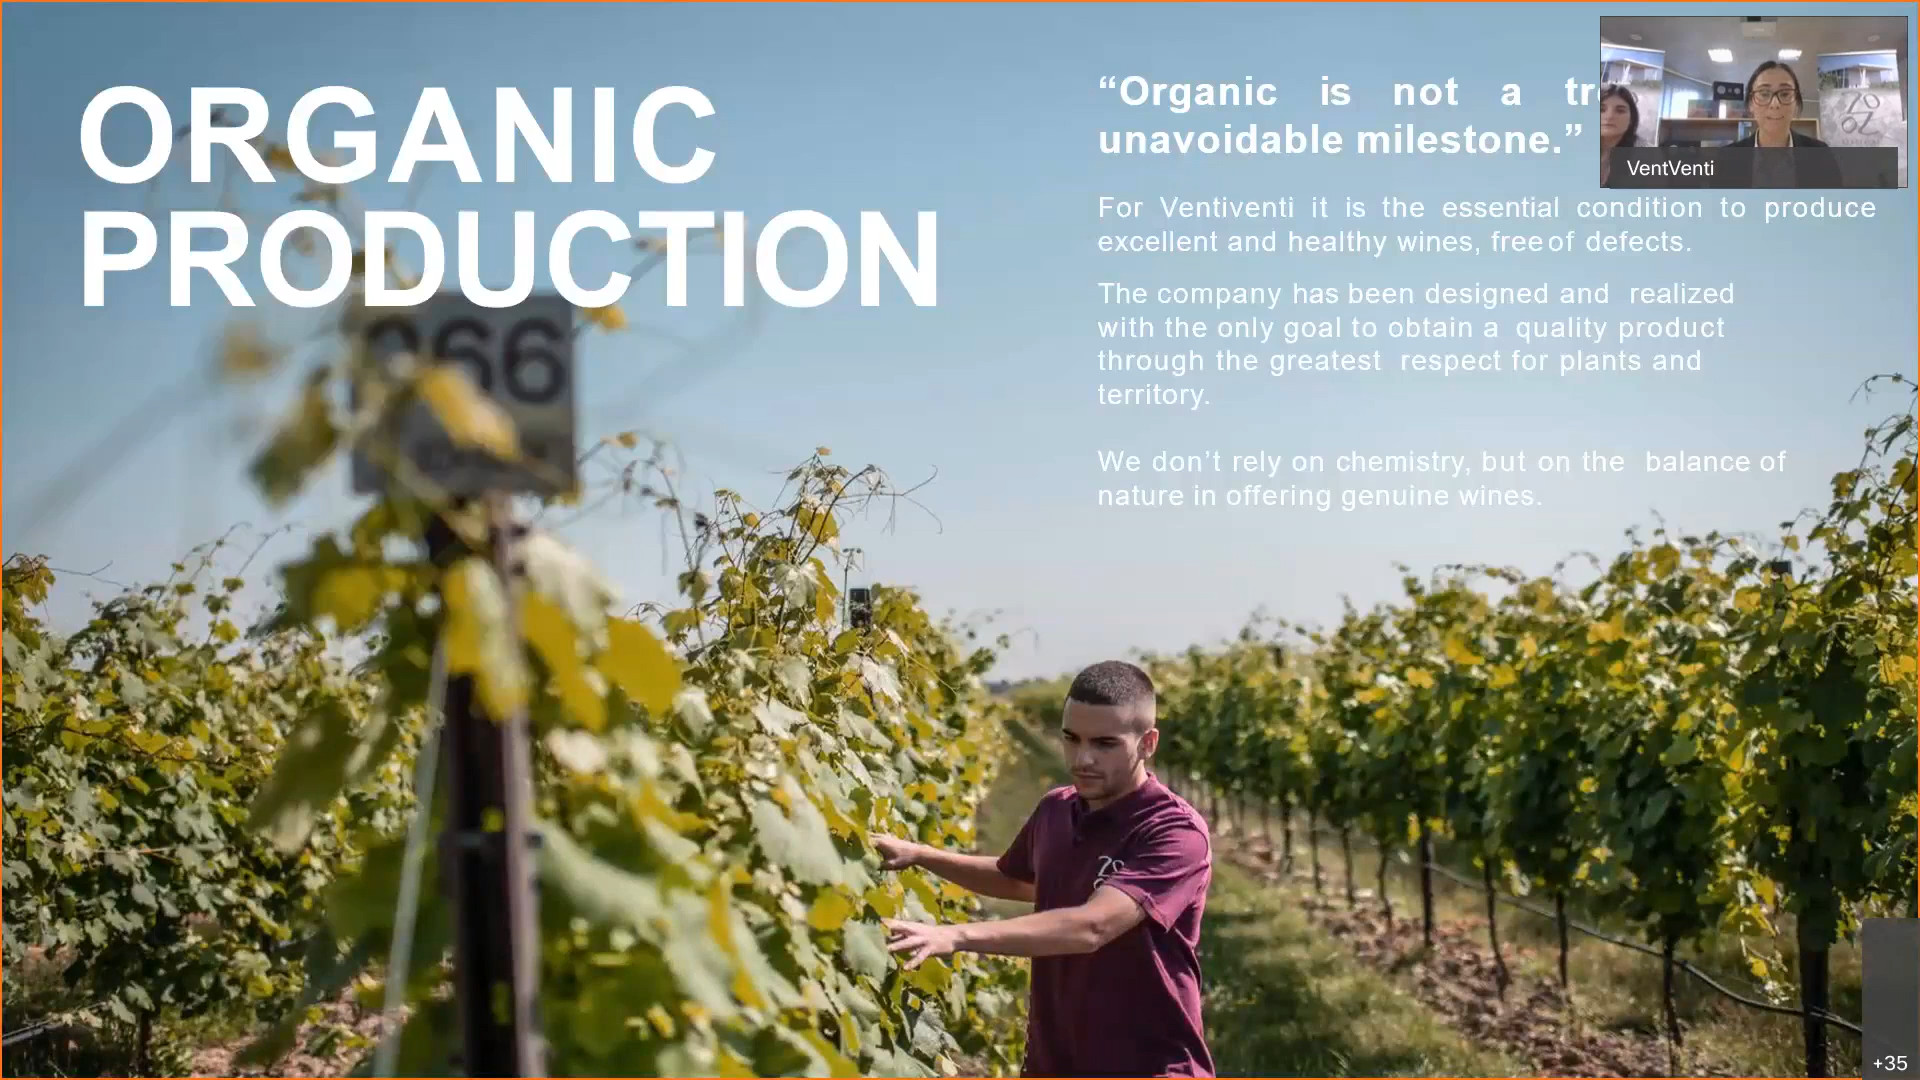 ORGANIC
PRODUCTION
“Organic is not a
unavoidable milestone.”
VentVenti
For Ventiventi it is the essential condition to produce
excellent and healthy wines, free of defects.
The company has been designed and realized
with the only goal to obtain a quality product
through the greatest respect for plants and
territory.
We don’t rely on chemistry, but on the balance of
nature in offering genuine wines.
66
+35